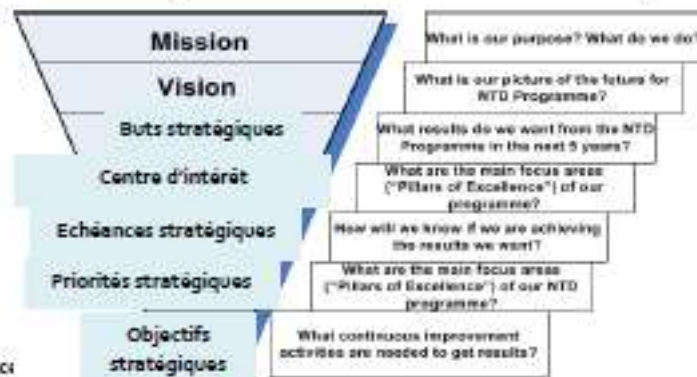 Mission
What is our purpose? What do we do?
Vision
What is our picture of the future for
NTD Programme?
Buts stratégiques
What results do we want from the NTD
Programme in the next 5 years?
Centre d'intérêt
What are the main focus areas
("Pillars of Excellence") of our
programme?
Echéances stratégiques
How will we know if we are achieving
the results we want?
Priorités stratégiques
What are the main focus areas
("Pillars of Excellence") of our NTD
programme?
Objectifs
stratégiques
What continuous improvement
activities are needed to get results?